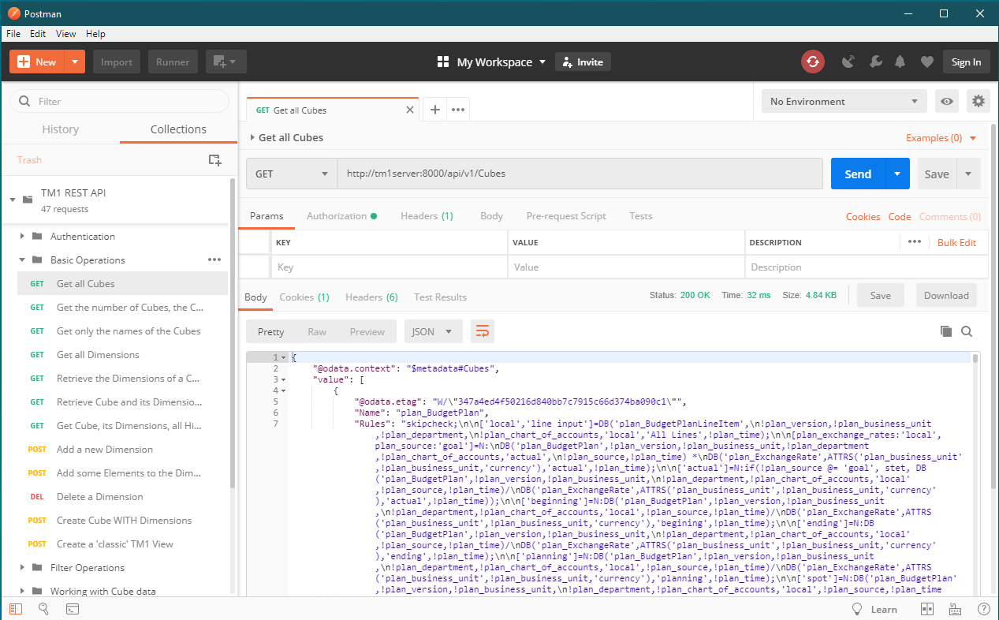 Postman
File Edit View Help
New Import Runner My Workspace Invite Sign In
Filter
History Collections
Trash
TM1 REST API
47 requests
Authentication
Basic Operations
GET Get all Cubes
GET Get the number of Cubes, the C...
GET Get only the names of the Cubes
GET Get all Dimensions
GET Retrieve the Dimensions of a C...
GET Retrieve Cube and its Dimensio...
GET Get Cube, its Dimensions, all Hi...
POST Add a new Dimension
POST Add some Elements to the Dim...
DEL Delete a Dimension
POST Create Cube WITH Dimensions
POST Create a 'classic' TM1 View
Filter Operations
Working with Cube data
GET Get all Cubes
No Environment
Get all Cubes
Examples (0)
GET http://tm1server:8000/api/v1/Cubes Send Save
Params Authorization Headers (1) Body Pre-request Script Tests Cookies Code Comments (0)
KEY VALUE DESCRIPTION Bulk Edit
Key Value Description
Body Cookies (1) Headers (6) Test Results Status: 200 OK Time: 32 ms Size: 4.84 KB Save Download
Pretty Raw Preview JSON
1 {
2 "@odata.context": "$metadata#Cubes",
3 "value": [
4 {
5 "@odata.etag": "W/\"347a4ed4f50216d840bb7c7915c66d374ba090c1\"",
6 "Name": "plan_BudgetPlan",
7 "Rules": "skipcheck;\n\n['local','line input']=DB('plan_BudgetPlanLineItem',\n!plan_version,!plan_business_unit
,!plan_department,\n!plan_chart_of_accounts,'local','All Lines',!plan_time);\n\n[plan_exchange_rates:'local',
plan_source:'goal']=N:\nDB('plan_BudgetPlan',!plan_version,!plan_business_unit,!plan_department
,!plan_chart_of_accounts,'actual',\n!plan_source,!plan_time) *\nDB('plan_ExchangeRate',ATTRS('plan_business_unit'
,!plan_business_unit,'currency'),'actual',!plan_time);\n\n['actual']=N:if(!plan_source @= 'goal', stet, DB
('plan_BudgetPlan',!plan_version,!plan_business_unit,\n!plan_department,!plan_chart_of_accounts,'local'
,!plan_source,!plan_time)/\nDB('plan_ExchangeRate',ATTRS('plan_business_unit',!plan_business_unit,'currency'
),'actual',!plan_time));\n\n['beginning']=N:DB('plan_BudgetPlan',!plan_version,!plan_business_unit
,\n!plan_department,!plan_chart_of_accounts,'local',!plan_source,!plan_time)/\nDB('plan_ExchangeRate',ATTRS
('plan_business_unit',!plan_business_unit,'currency'),'begining',!plan_time);\n\n['ending']=N:DB
('plan_BudgetPlan',!plan_version,!plan_business_unit,\n!plan_department,!plan_chart_of_accounts,'local'
,!plan_source,!plan_time)/\nDB('plan_ExchangeRate',ATTRS('plan_business_unit',!plan_business_unit,'currency'
),'ending',!plan_time);\n\n['planning']=N:DB('plan_BudgetPlan',!plan_version,!plan_business_unit
,\n!plan_department,!plan_chart_of_accounts,'local',!plan_source,!plan_time)/\nDB('plan_ExchangeRate',ATTRS
('plan_business_unit',!plan_business_unit,'currency'),'planning',!plan_time);\n\n['spot']=N:DB('plan_BudgetPlan'
,!plan_version,!plan_business_unit,\n!plan_department,!plan_chart_of_accounts,'local',!plan_source,!plan_time
Learn